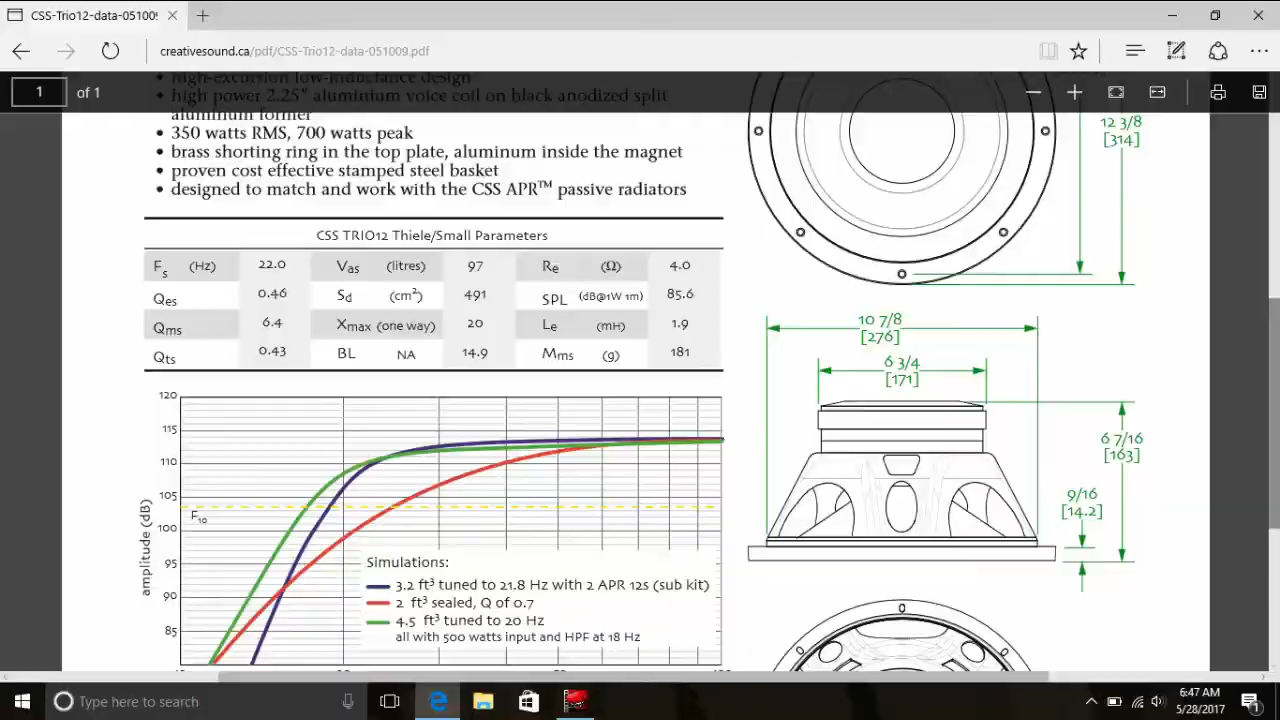 CSS-Trio12-data-051009
creativesound.ca/pdf/CSS-Trio12-data-051009.pdf
1 of 1
• high-excursion low-inductance design
• high power 2.25" aluminium voice coil on black anodized split
aluminum former
• 350 watts RMS, 700 watts peak
• brass shorting ring in the top plate, aluminum inside the magnet
• proven cost effective stamped steel basket
• designed to match and work with the CSS APR™ passive radiators
CSS TRIO12 Thiele/Small Parameters
Fs (Hz) 22.0 Vas (litres) 97 Re (Ω) 4.0
Qes 0.46 Sd (cm²) 491 SPL (dB@1W 1m) 85.6
Qms 6.4 Xmax (one way) 20 Le (mH) 1.9
Qts 0.43 BL NA 14.9 Mms (g) 181
120
115
110
105
100
95
90
85
amplitude (dB)
F10
Simulations:
3.2 ft³ tuned to 21.8 Hz with 2 APR 12s (sub kit)
2 ft³ sealed, Q of 0.7
4.5 ft³ tuned to 20 Hz
all with 500 watts input and HPF at 18 Hz
12 3/8
[314]
10 7/8
[276]
6 3/4
[171]
6 7/16
[163]
9/16
[14.2]
Type here to search
6:47 AM
5/28/2017
1